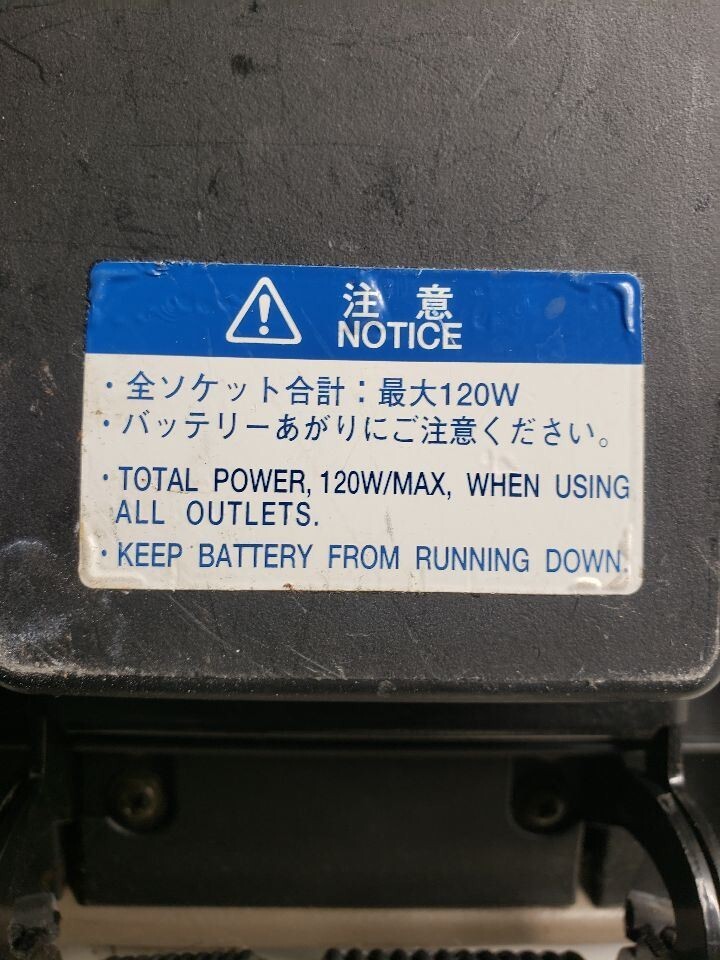 注意
NOTICE
・全ソケット合計：最大120W
・バッテリーあがりにご注意ください。
・TOTAL POWER, 120W/MAX, WHEN USING
ALL OUTLETS.
・KEEP BATTERY FROM RUNNING DOWN.